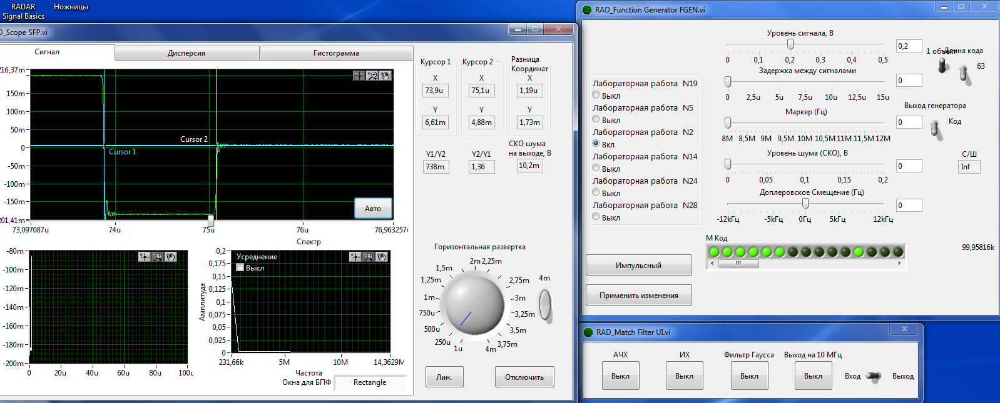 RADAR
Signal Basics
Ножницы
D_Scope SFP.vi
Сигнал
Дисперсия
Гистограмма
216,37m
150m
100m
50m
0
-50m
-100m
-150m
201,41m
Cursor 2
Cursor 1
Авто
73,097087u
74u
75u
76u
76,963257u
Спектр
-80m
-100m
-120m
-140m
-160m
-180m
-200m
0
20u
40u
60u
80u
100u
Усреднение
Выкл
Амплитуда
0,2
0,175
0,15
0,125
0,1
0,075
0,05
0,025
0
231,66k
5M
10M
14,3629M
Частота
Окна для БПФ
Rectangle
Курсор 1
X
73,9u
Y
6,61m
Курсор 2
X
75,1u
Y
4,88m
Разница
Координат
X
1,19u
Y
1,73m
Y1/Y2
738m
Y2/Y1
1,36
СКО шума
на выходе, В
10,2m
Горизонтальная развертка
2m
2,25m
1,5m
1,25m
2,75m
1m
3m
750u
3,25m
500u
3,5m
250u
3,75m
1u
4m
4m
Лин.
Отключить
RAD_Function Generator FGEN.vi
Лабораторная работа N19
Выкл
Лабораторная работа N5
Выкл
Лабораторная работа N2
Вкл
Лабораторная работа N14
Выкл
Лабораторная работа N24
Выкл
Лабораторная работа N28
Выкл
Импульсный
Применить изменения
Уровень сигнала, В
0 0,1 0,2 0,3 0,4 0,5
0,2
Задержка между сигналами
0 2,5u 5u 7,5u 10u 12,5u 15u
0
Маркер (Гц)
8M 8,5M 9M 9,5M 10M 10,5M 11M 11,5M 12M
0
Уровень шума (СКО), В
0 0,05 0,1 0,15 0,2
0
Доплеровское Смещение (Гц)
-12кГц -5кГц 0Гц 5кГц 12кГц
0
1 объект
Длина кода
63
Выход генератора
Код
С/Ш
Inf
М Код
99,95816k
RAD_Match Filter UI.vi
АЧХ
Выкл
ИХ
Выкл
Фильтр Гаусса
Выкл
Выход на 10 МГц
Выкл
Вход
Выход